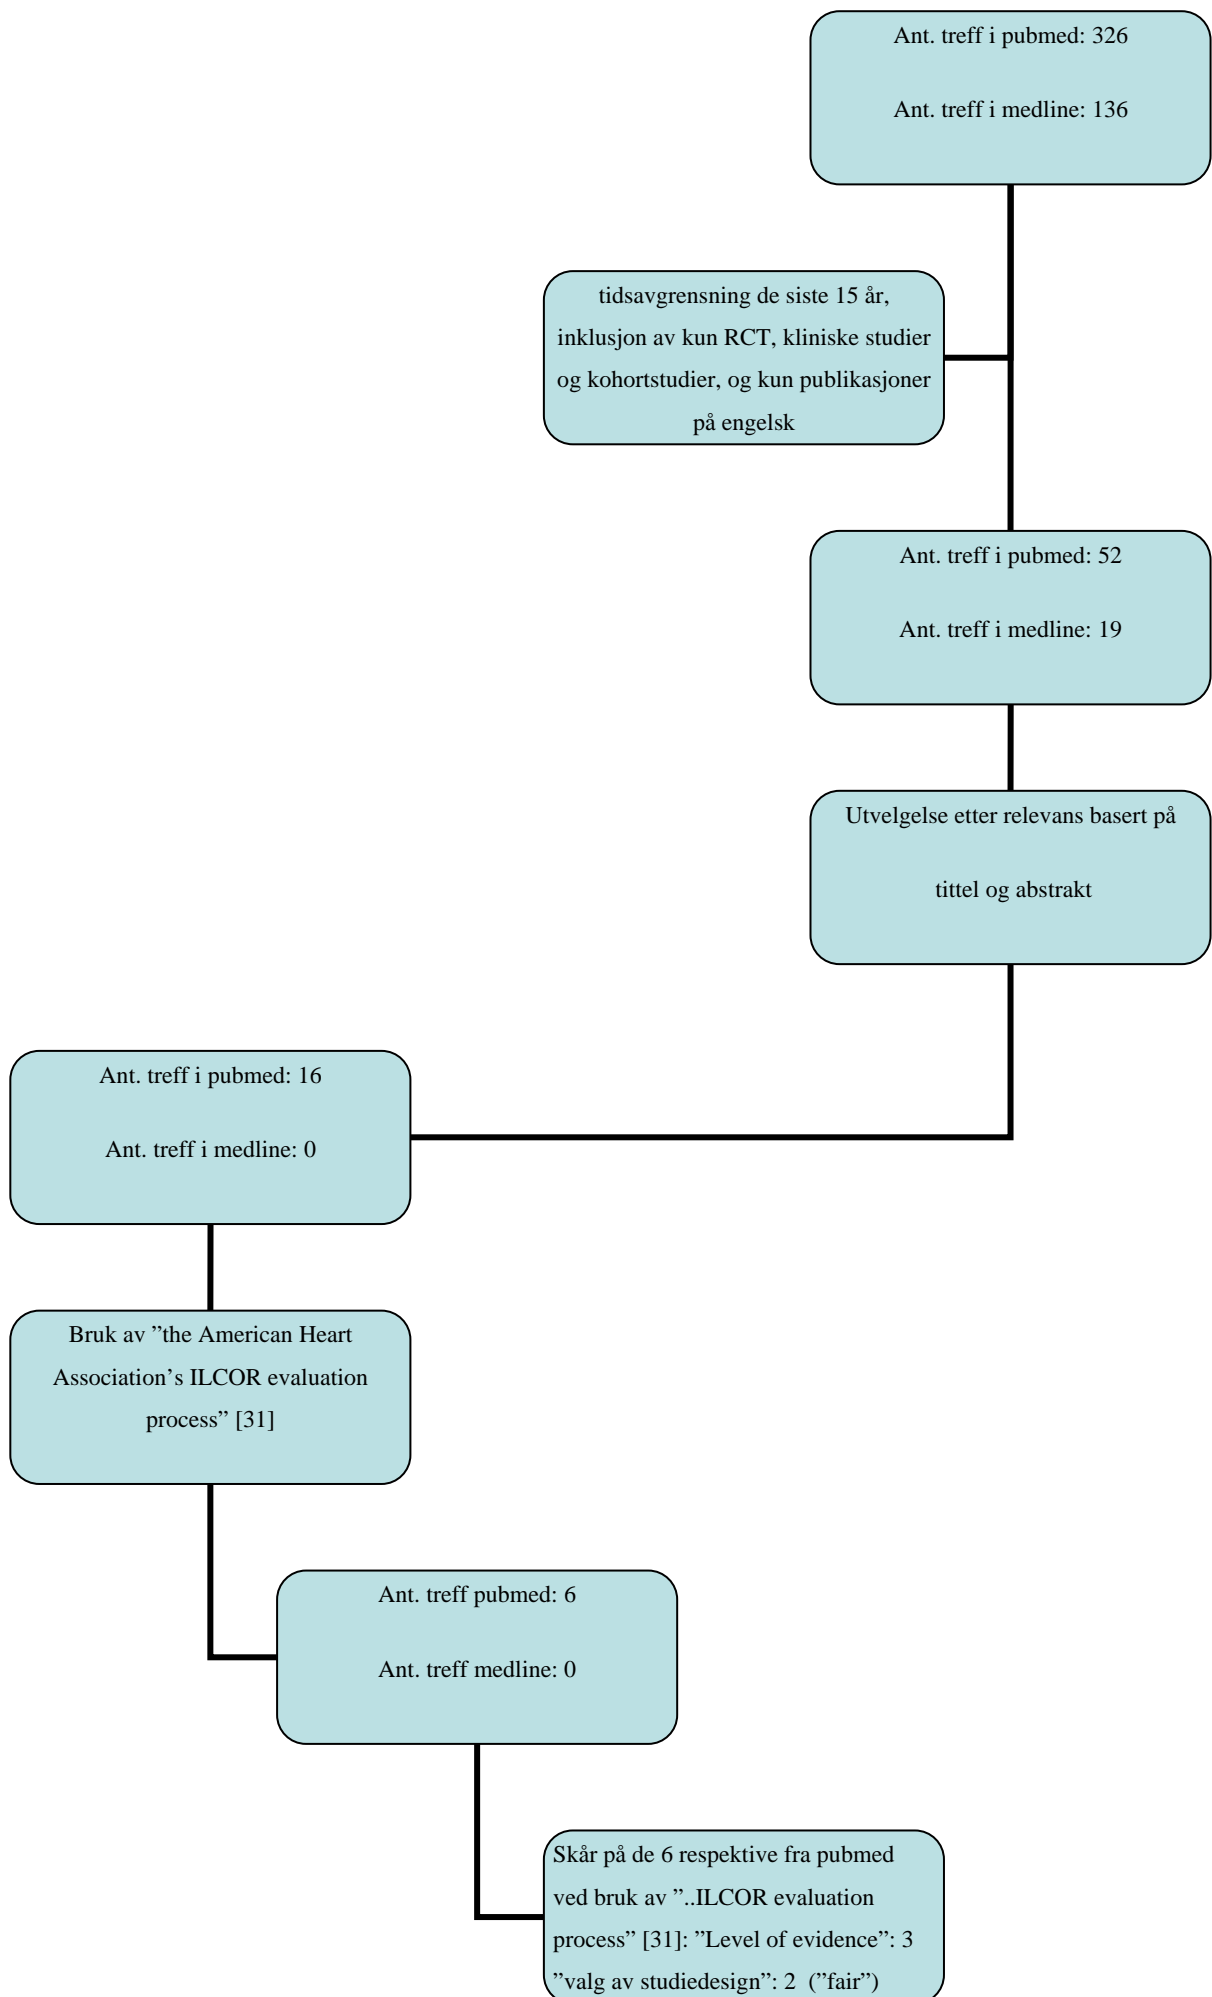 Ant. treff i pubmed: 326
Ant. treff i medline: 136
tidsavgrensning de siste 15 år,
inklusjon av kun RCT, kliniske studier
og kohortstudier, og kun publikasjoner
på engelsk
Ant. treff i pubmed: 52
Ant. treff i medline: 19
Utvelgelse etter relevans basert på
tittel og abstrakt
Ant. treff i pubmed: 16
Ant. treff i medline: 0
Bruk av ”the American Heart
Association’s ILCOR evaluation
process” [31]
Ant. treff pubmed: 6
Ant. treff medline: 0
Skår på de 6 respektive fra pubmed
ved bruk av ”..ILCOR evaluation
process” [31]: ”Level of evidence”: 3
”valg av studiedesign”: 2 (”fair”)